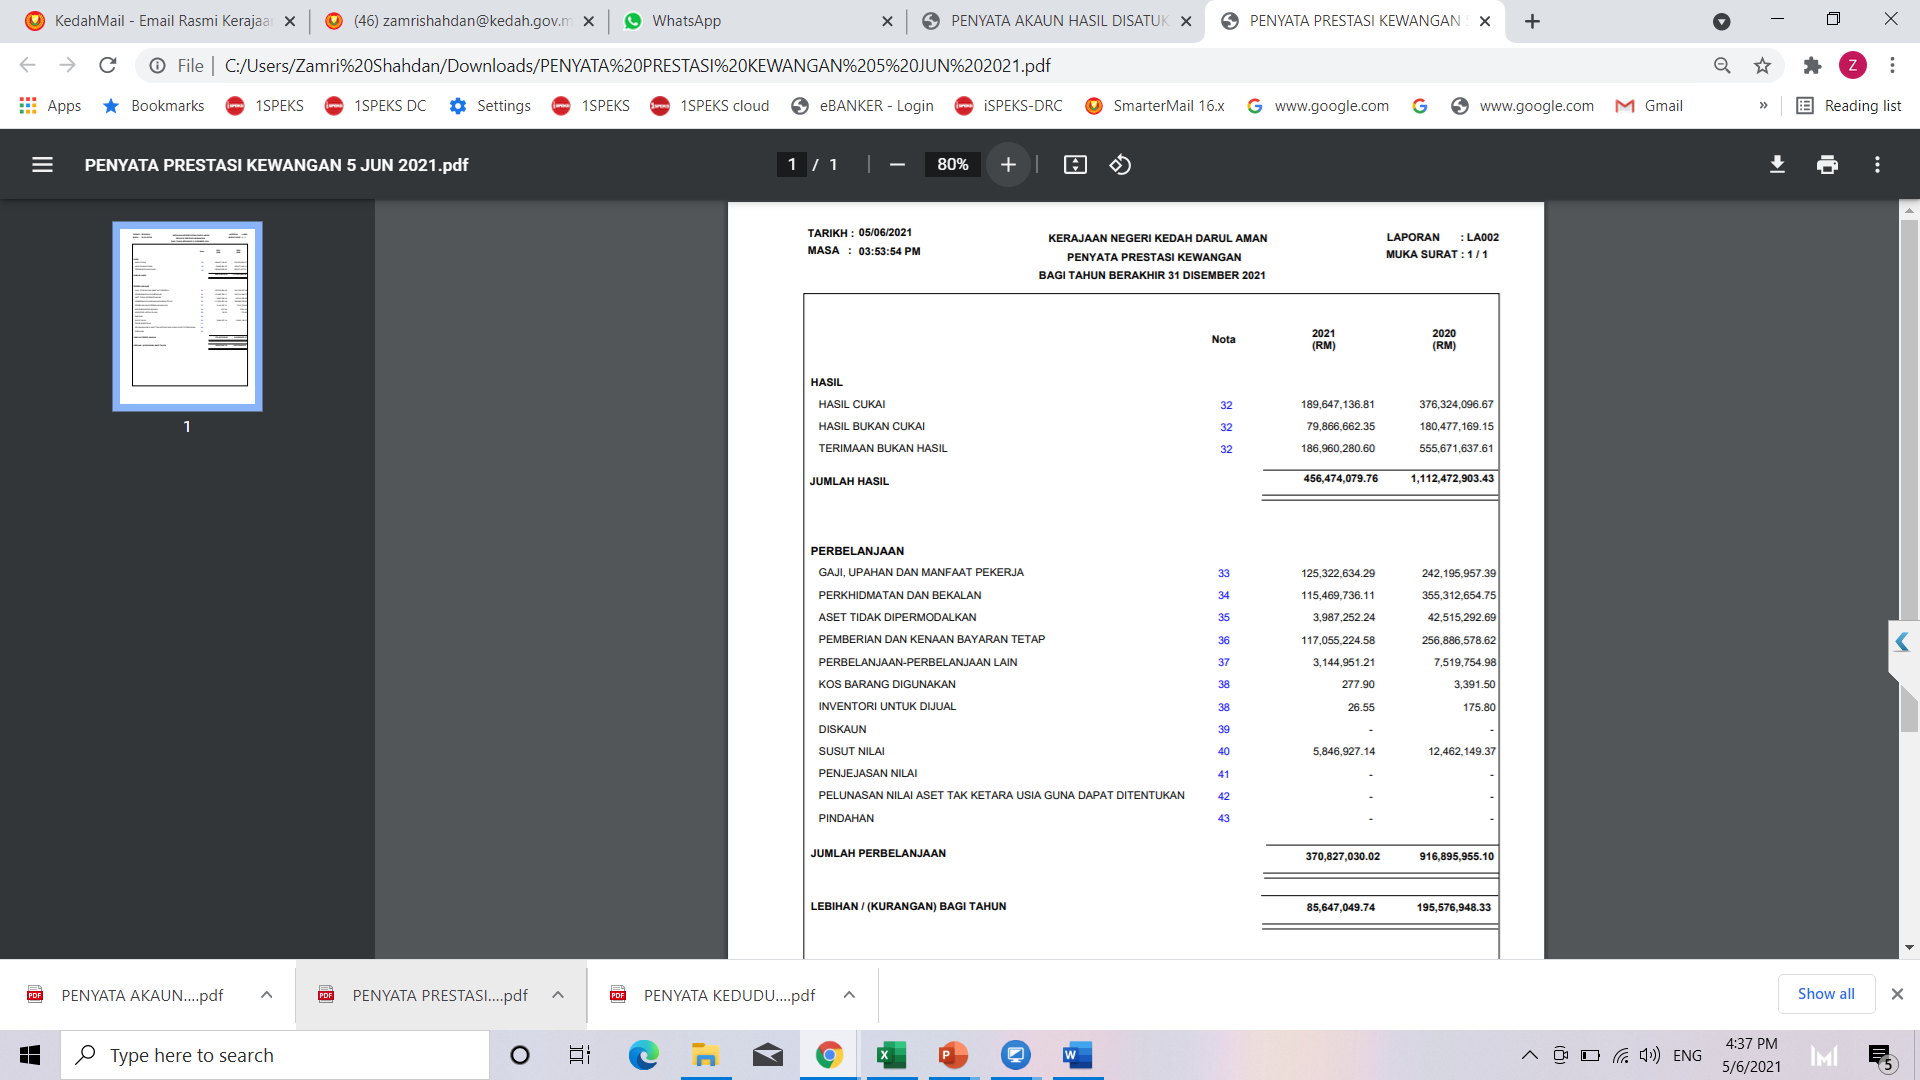 KedahMail - Email Rasmi Kerajaa
(46) zamrishahdan@kedah.gov.m
WhatsApp
PENYATA AKAUN HASIL DISATUK
PENYATA PRESTASI KEWANGAN 5
File
C:/Users/Zamri%20Shahdan/Downloads/PENYATA%20PRESTASI%20KEWANGAN%205%20JUN%202021.pdf
Z
Apps
Bookmarks
1SPEKS
1SPEKS DC
Settings
1SPEKS
1SPEKS cloud
eBANKER - Login
iSPEKS-DRC
SmarterMail 16.x
www.google.com
www.google.com
Gmail
»
Reading list
PENYATA PRESTASI KEWANGAN 5 JUN 2021.pdf
1 / 1
80%
1
TARIKH : 05/06/2021
MASA : 03:53:54 PM
KERAJAAN NEGERI KEDAH DARUL AMAN
PENYATA PRESTASI KEWANGAN
BAGI TAHUN BERAKHIR 31 DISEMBER 2021
LAPORAN : LA002
MUKA SURAT : 1 / 1
Nota 2021 (RM) 2020 (RM)
HASIL
HASIL CUKAI 32 189,647,136.81 376,324,096.67
HASIL BUKAN CUKAI 32 79,866,662.35 180,477,169.15
TERIMAAN BUKAN HASIL 32 186,960,280.60 555,671,637.61
JUMLAH HASIL 456,474,079.76 1,112,472,903.43
PERBELANJAAN
GAJI, UPAHAN DAN MANFAAT PEKERJA 33 125,322,634.29 242,195,957.39
PERKHIDMATAN DAN BEKALAN 34 115,469,736.11 355,312,654.75
ASET TIDAK DIPERMODALKAN 35 3,987,252.24 42,515,292.69
PEMBERIAN DAN KENAAN BAYARAN TETAP 36 117,055,224.58 256,886,578.62
PERBELANJAAN-PERBELANJAAN LAIN 37 3,144,951.21 7,519,754.98
KOS BARANG DIGUNAKAN 38 277.90 3,391.50
INVENTORI UNTUK DIJUAL 38 26.55 175.80
DISKAUN 39 - -
SUSUT NILAI 40 5,846,927.14 12,462,149.37
PENJEJASAN NILAI 41 - -
PELUNASAN NILAI ASET TAK KETARA USIA GUNA DAPAT DITENTUKAN 42 - -
PINDAHAN 43 - -
JUMLAH PERBELANJAAN 370,827,030.02 916,895,955.10
LEBIHAN / (KURANGAN) BAGI TAHUN 85,647,049.74 195,576,948.33
PENYATA AKAUN....pdf
PENYATA PRESTASI....pdf
PENYATA KEDUDU....pdf
Show all
Type here to search
ENG
4:37 PM
5/6/2021
5